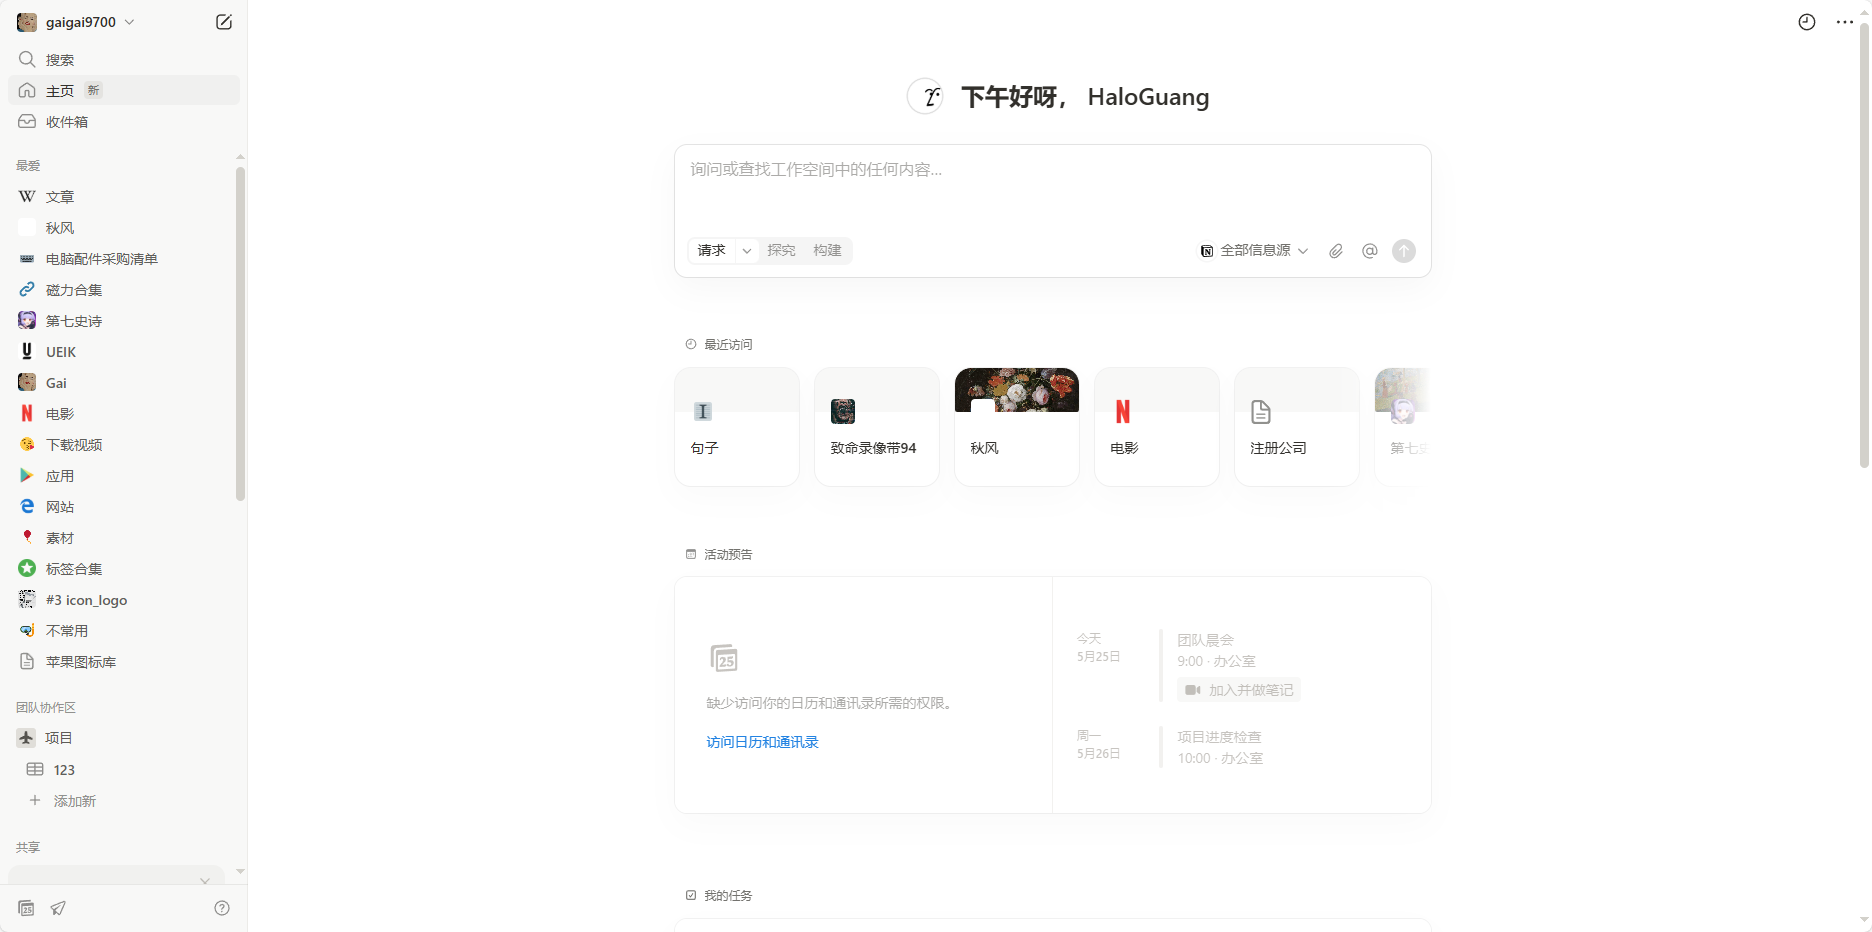 gaigai9700
搜索
主页 新
收件箱
最爱
文章
秋风
电脑配件采购清单
磁力合集
第七史诗
UEIK
Gai
电影
下载视频
应用
网站
素材
标签合集
#3 icon_logo
不常用
苹果图标库
团队协作区
项目
123
添加新
共享
下午好呀， HaloGuang
询问或查找工作空间中的任何内容...
请求 探究 构建 全部信息源
最近访问
句子 致命录像带94 秋风 电影 注册公司 第七史
活动预告
25
缺少访问你的日历和通讯录所需的权限。
访问日历和通讯录
今天
5月25日
团队晨会
9:00 · 办公室
加入并做笔记
周一
5月26日
项目进度检查
10:00 · 办公室
我的任务